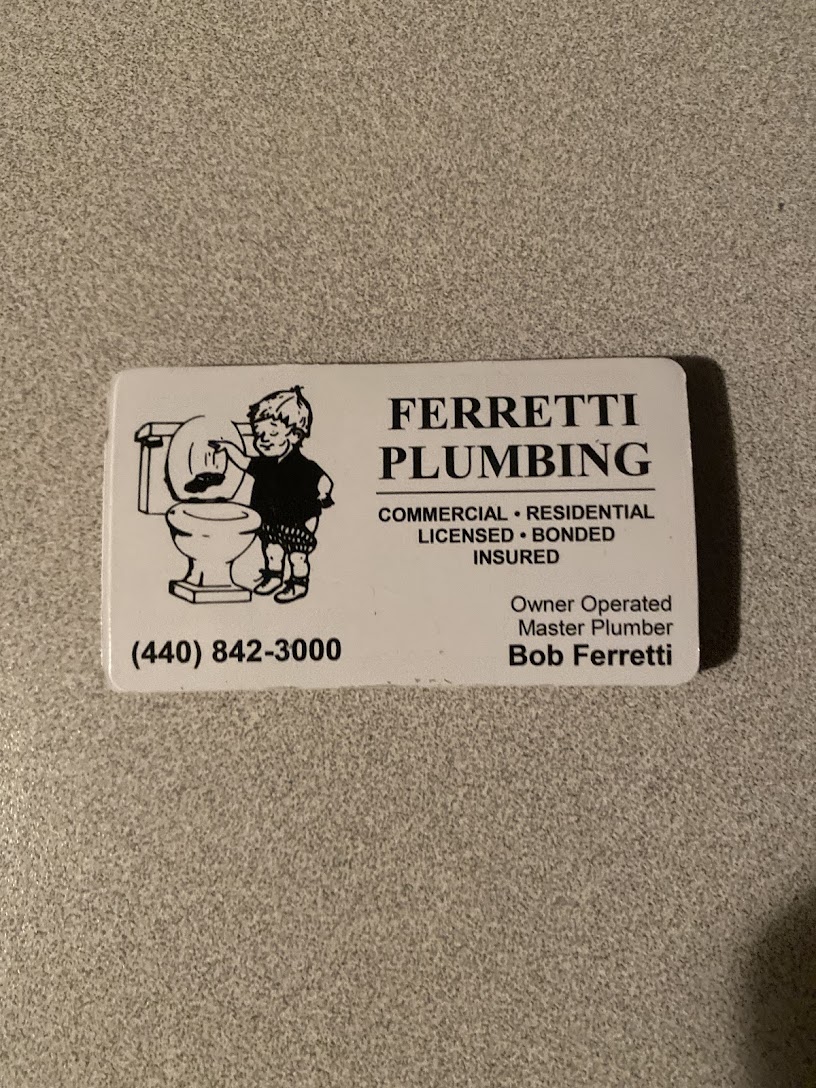 FERRETTI
PLUMBING
COMMERCIAL • RESIDENTIAL
LICENSED • BONDED
INSURED
Owner Operated
Master Plumber
Bob Ferretti
(440) 842-3000